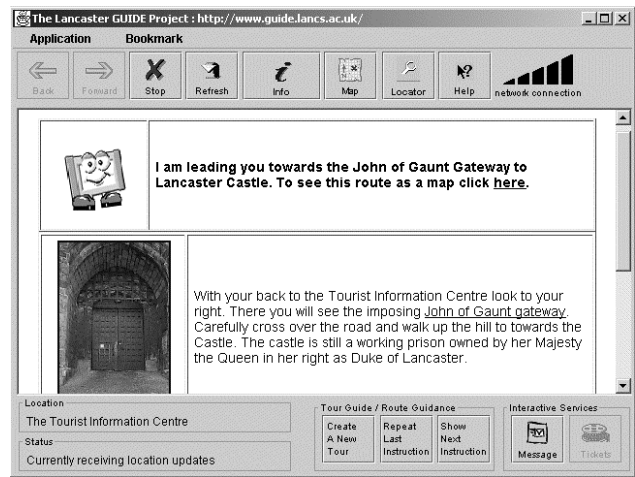 The Lancaster GUIDE Project : http://www.guide.lancs.ac.uk/
Application Bookmark
Back Forward Stop Refresh Info Map Locator Help network connection
I am leading you towards the John of Gaunt Gateway to
Lancaster Castle. To see this route as a map click here.
With your back to the Tourist Information Centre look to your
right. There you will see the imposing John of Gaunt gateway.
Carefully cross over the road and walk up the hill to towards the
Castle. The castle is still a working prison owned by her Majesty
the Queen in her right as Duke of Lancaster.
Location
The Tourist Information Centre
Status
Currently receiving location updates
Tour Guide / Route Guidance
Create
A New
Tour
Repeat
Last
Instruction
Show
Next
Instruction
Interactive Services
Message
Tickets